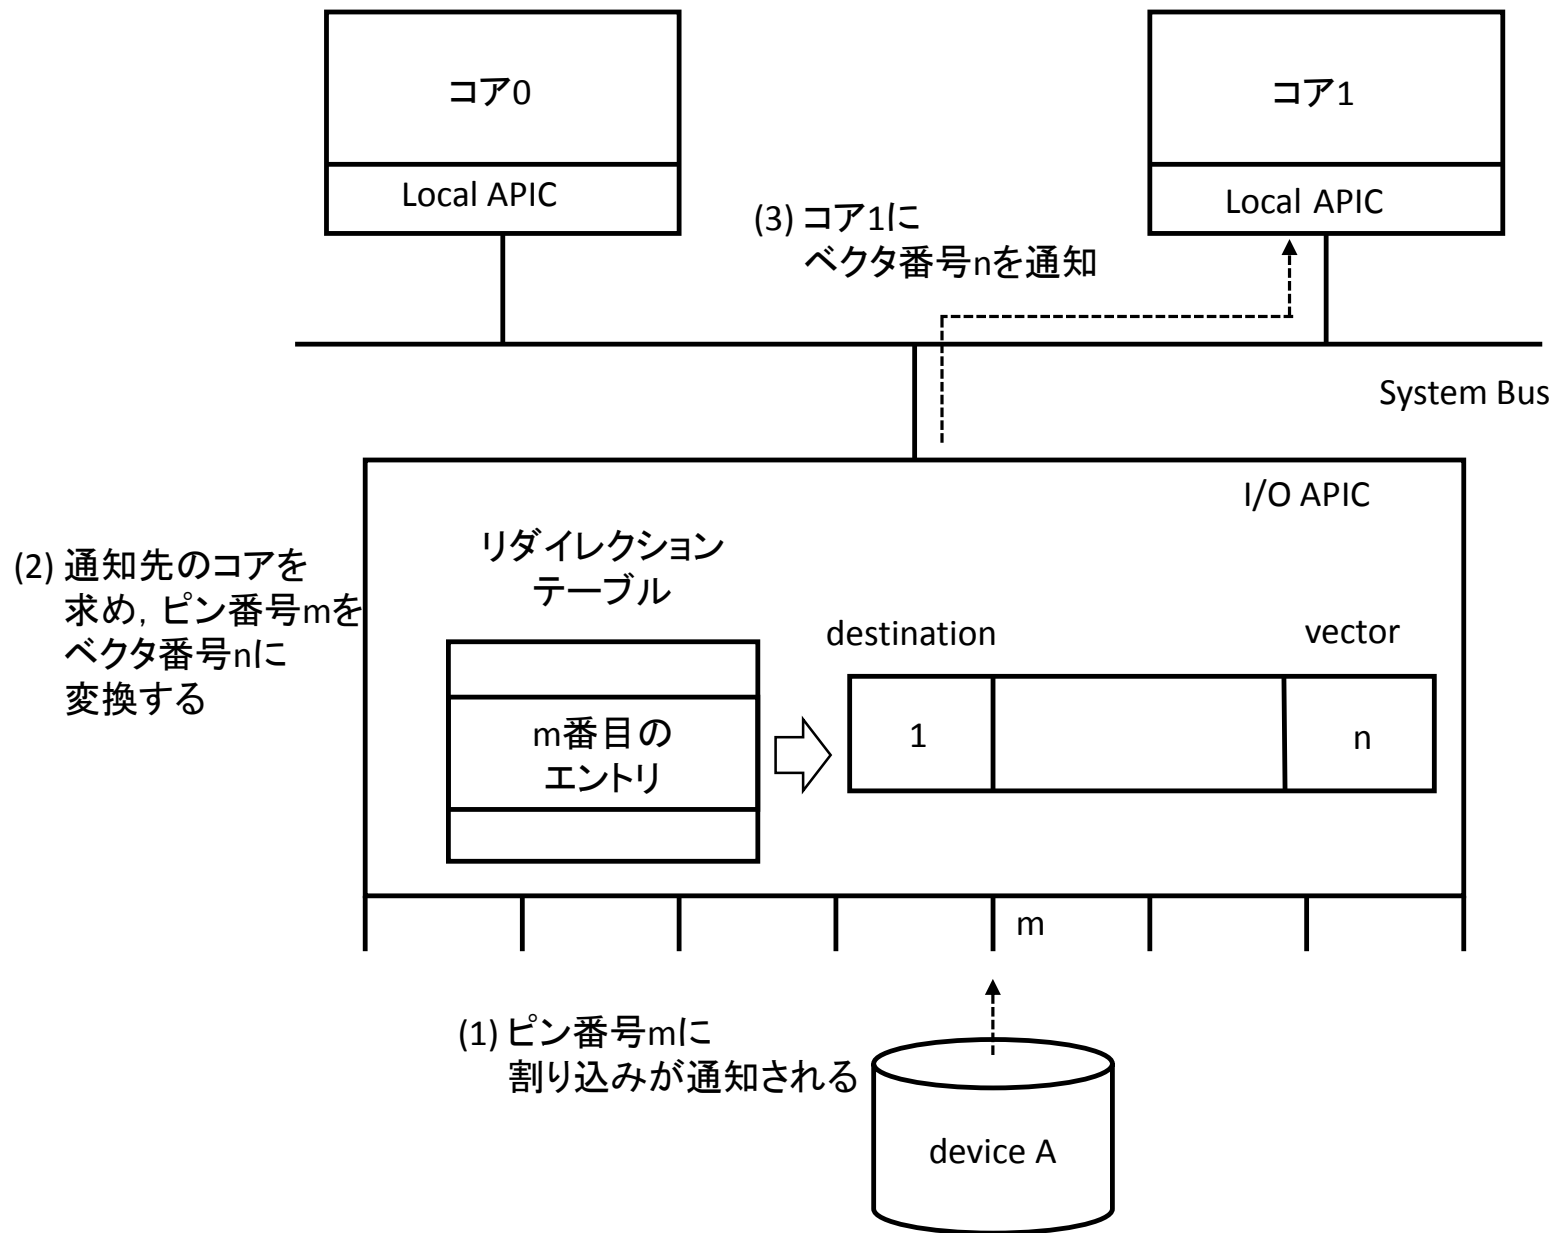 コア0
コア1
Local APIC
Local APIC
(3) コア1に
ベクタ番号nを通知
System Bus
I/O APIC
(2) 通知先のコアを
求め, ピン番号mを
ベクタ番号nに
変換する
リダイレクション
テーブル
destination
vector
m番目の
エントリ
1
n
m
(1) ピン番号mに
割り込みが通知される
device A